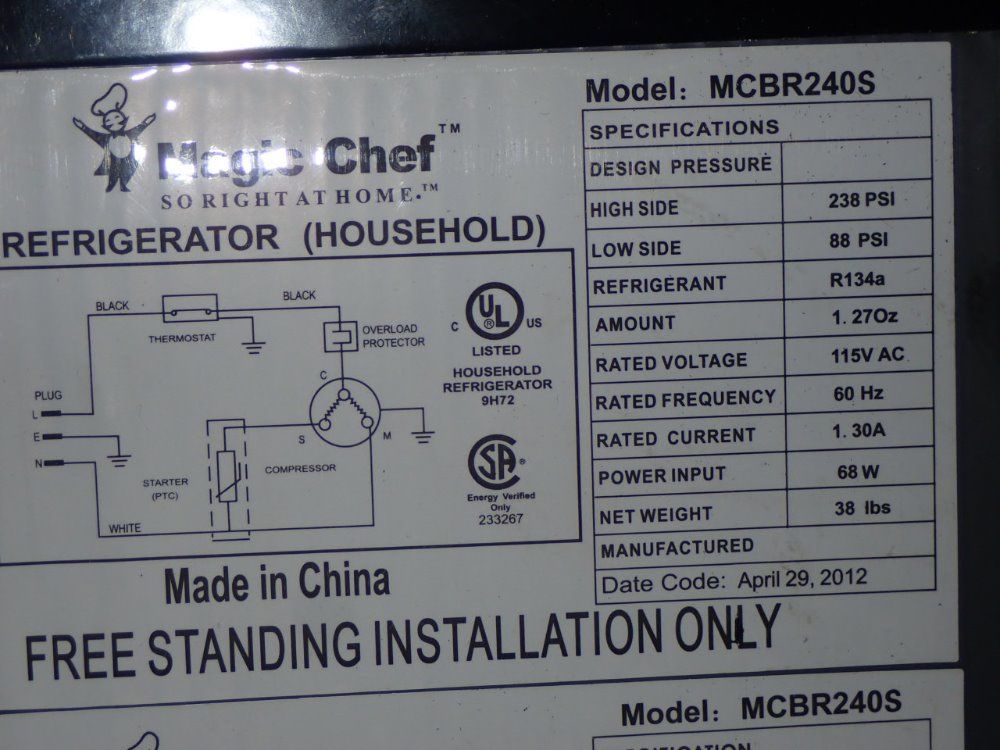 Magic Chef™
SO RIGHT AT HOME.™
REFRIGERATOR (HOUSEHOLD)
BLACK
BLACK
THERMOSTAT
OVERLOAD
PROTECTOR
PLUG
L
E
N
C
S
M
STARTER
(PTC)
COMPRESSOR
WHITE
C UL ® US
LISTED
HOUSEHOLD
REFRIGERATOR
9H72
SA ®
Energy Verified
Only
233267
Model: MCBR240S
SPECIFICATIONS
DESIGN PRESSURE
HIGH SIDE 238 PSI
LOW SIDE 88 PSI
REFRIGERANT R134a
AMOUNT 1. 27Oz
RATED VOLTAGE 115V AC
RATED FREQUENCY 60 Hz
RATED CURRENT 1. 30A
POWER INPUT 68 W
NET WEIGHT 38 lbs
MANUFACTURED
Date Code: April 29, 2012
Made in China
FREE STANDING INSTALLATION ONLY
Model: MCBR240S